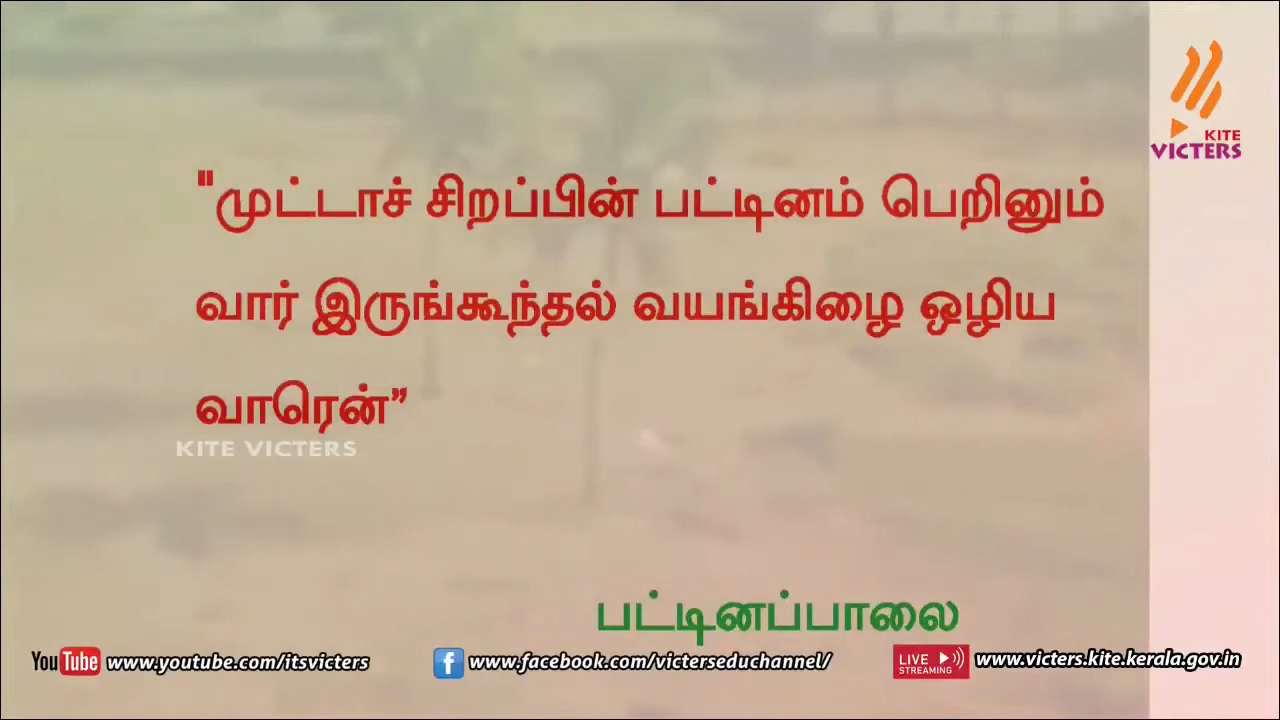 KITE
VICTERS
"முட்டாச் சிறப்பின் பட்டினம் பெறினும்
வார் இருங்கூந்தல் வயங்கிழை ஒழிய
வாரென்”
KITE VICTERS
பட்டினப்பாலை
YouTube www.youtube.com/itsvicters
f www.facebook.com/victerseduchannel/
LIVE STREAMING www.victers.kite.kerala.gov.in